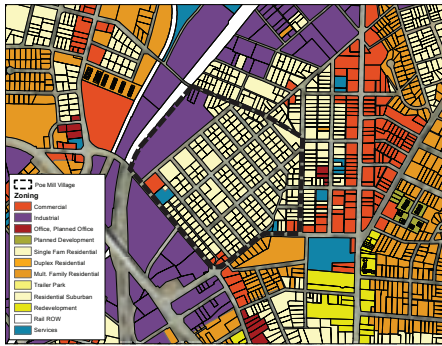 Poe Mill Village
Zoning
Commercial
Industrial
Office, Planned Office
Planned Development
Single Fam Residential
Duplex Residential
Mult. Family Residential
Trailer Park
Residential Suburban
Redevelopment
Rail ROW
Services